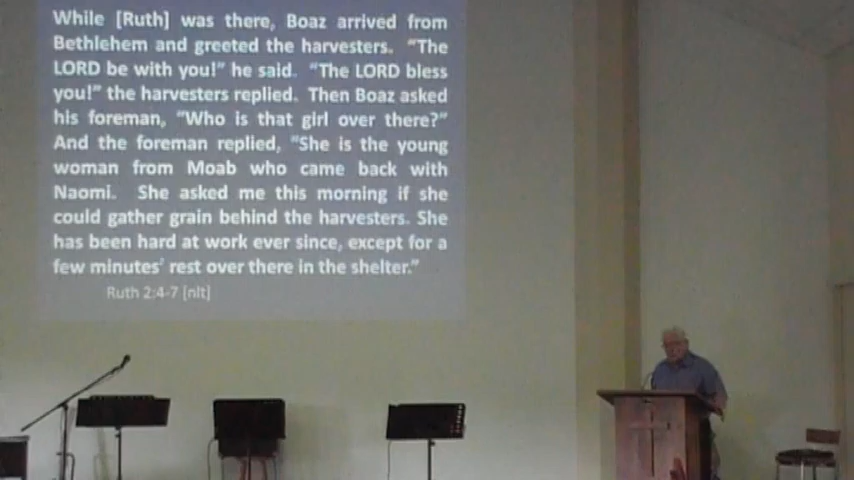 While [Ruth] was there, Boaz arrived from
Bethlehem and greeted the harvesters. “The
LORD be with you!” he said. “The LORD bless
you!” the harvesters replied. Then Boaz asked
his foreman, “Who is that girl over there?”
And the foreman replied, “She is the young
woman from Moab who came back with
Naomi. She asked me this morning if she
could gather grain behind the harvesters. She
has been hard at work ever since, except for a
few minutes’ rest over there in the shelter.”
Ruth 2:4-7 [nlt]